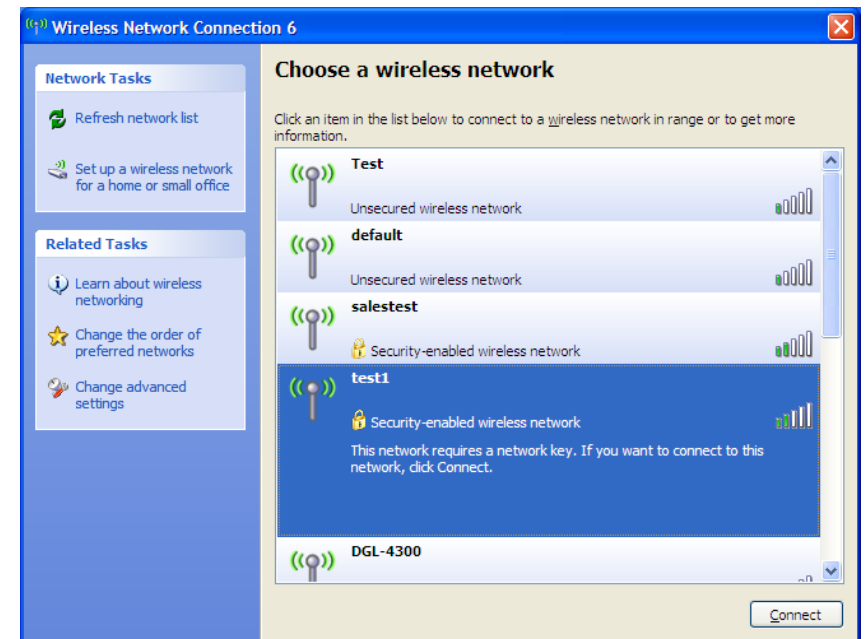 Wireless Network Connection 6
Network Tasks
Refresh network list
Set up a wireless network
for a home or small office
Related Tasks
Learn about wireless
networking
Change the order of
preferred networks
Change advanced
settings
Choose a wireless network
Click an item in the list below to connect to a wireless network in range or to get more
information.
Test
Unsecured wireless network
default
Unsecured wireless network
salestest
Security-enabled wireless network
test1
Security-enabled wireless network
This network requires a network key. If you want to connect to this
network, click Connect.
DGL-4300
Connect